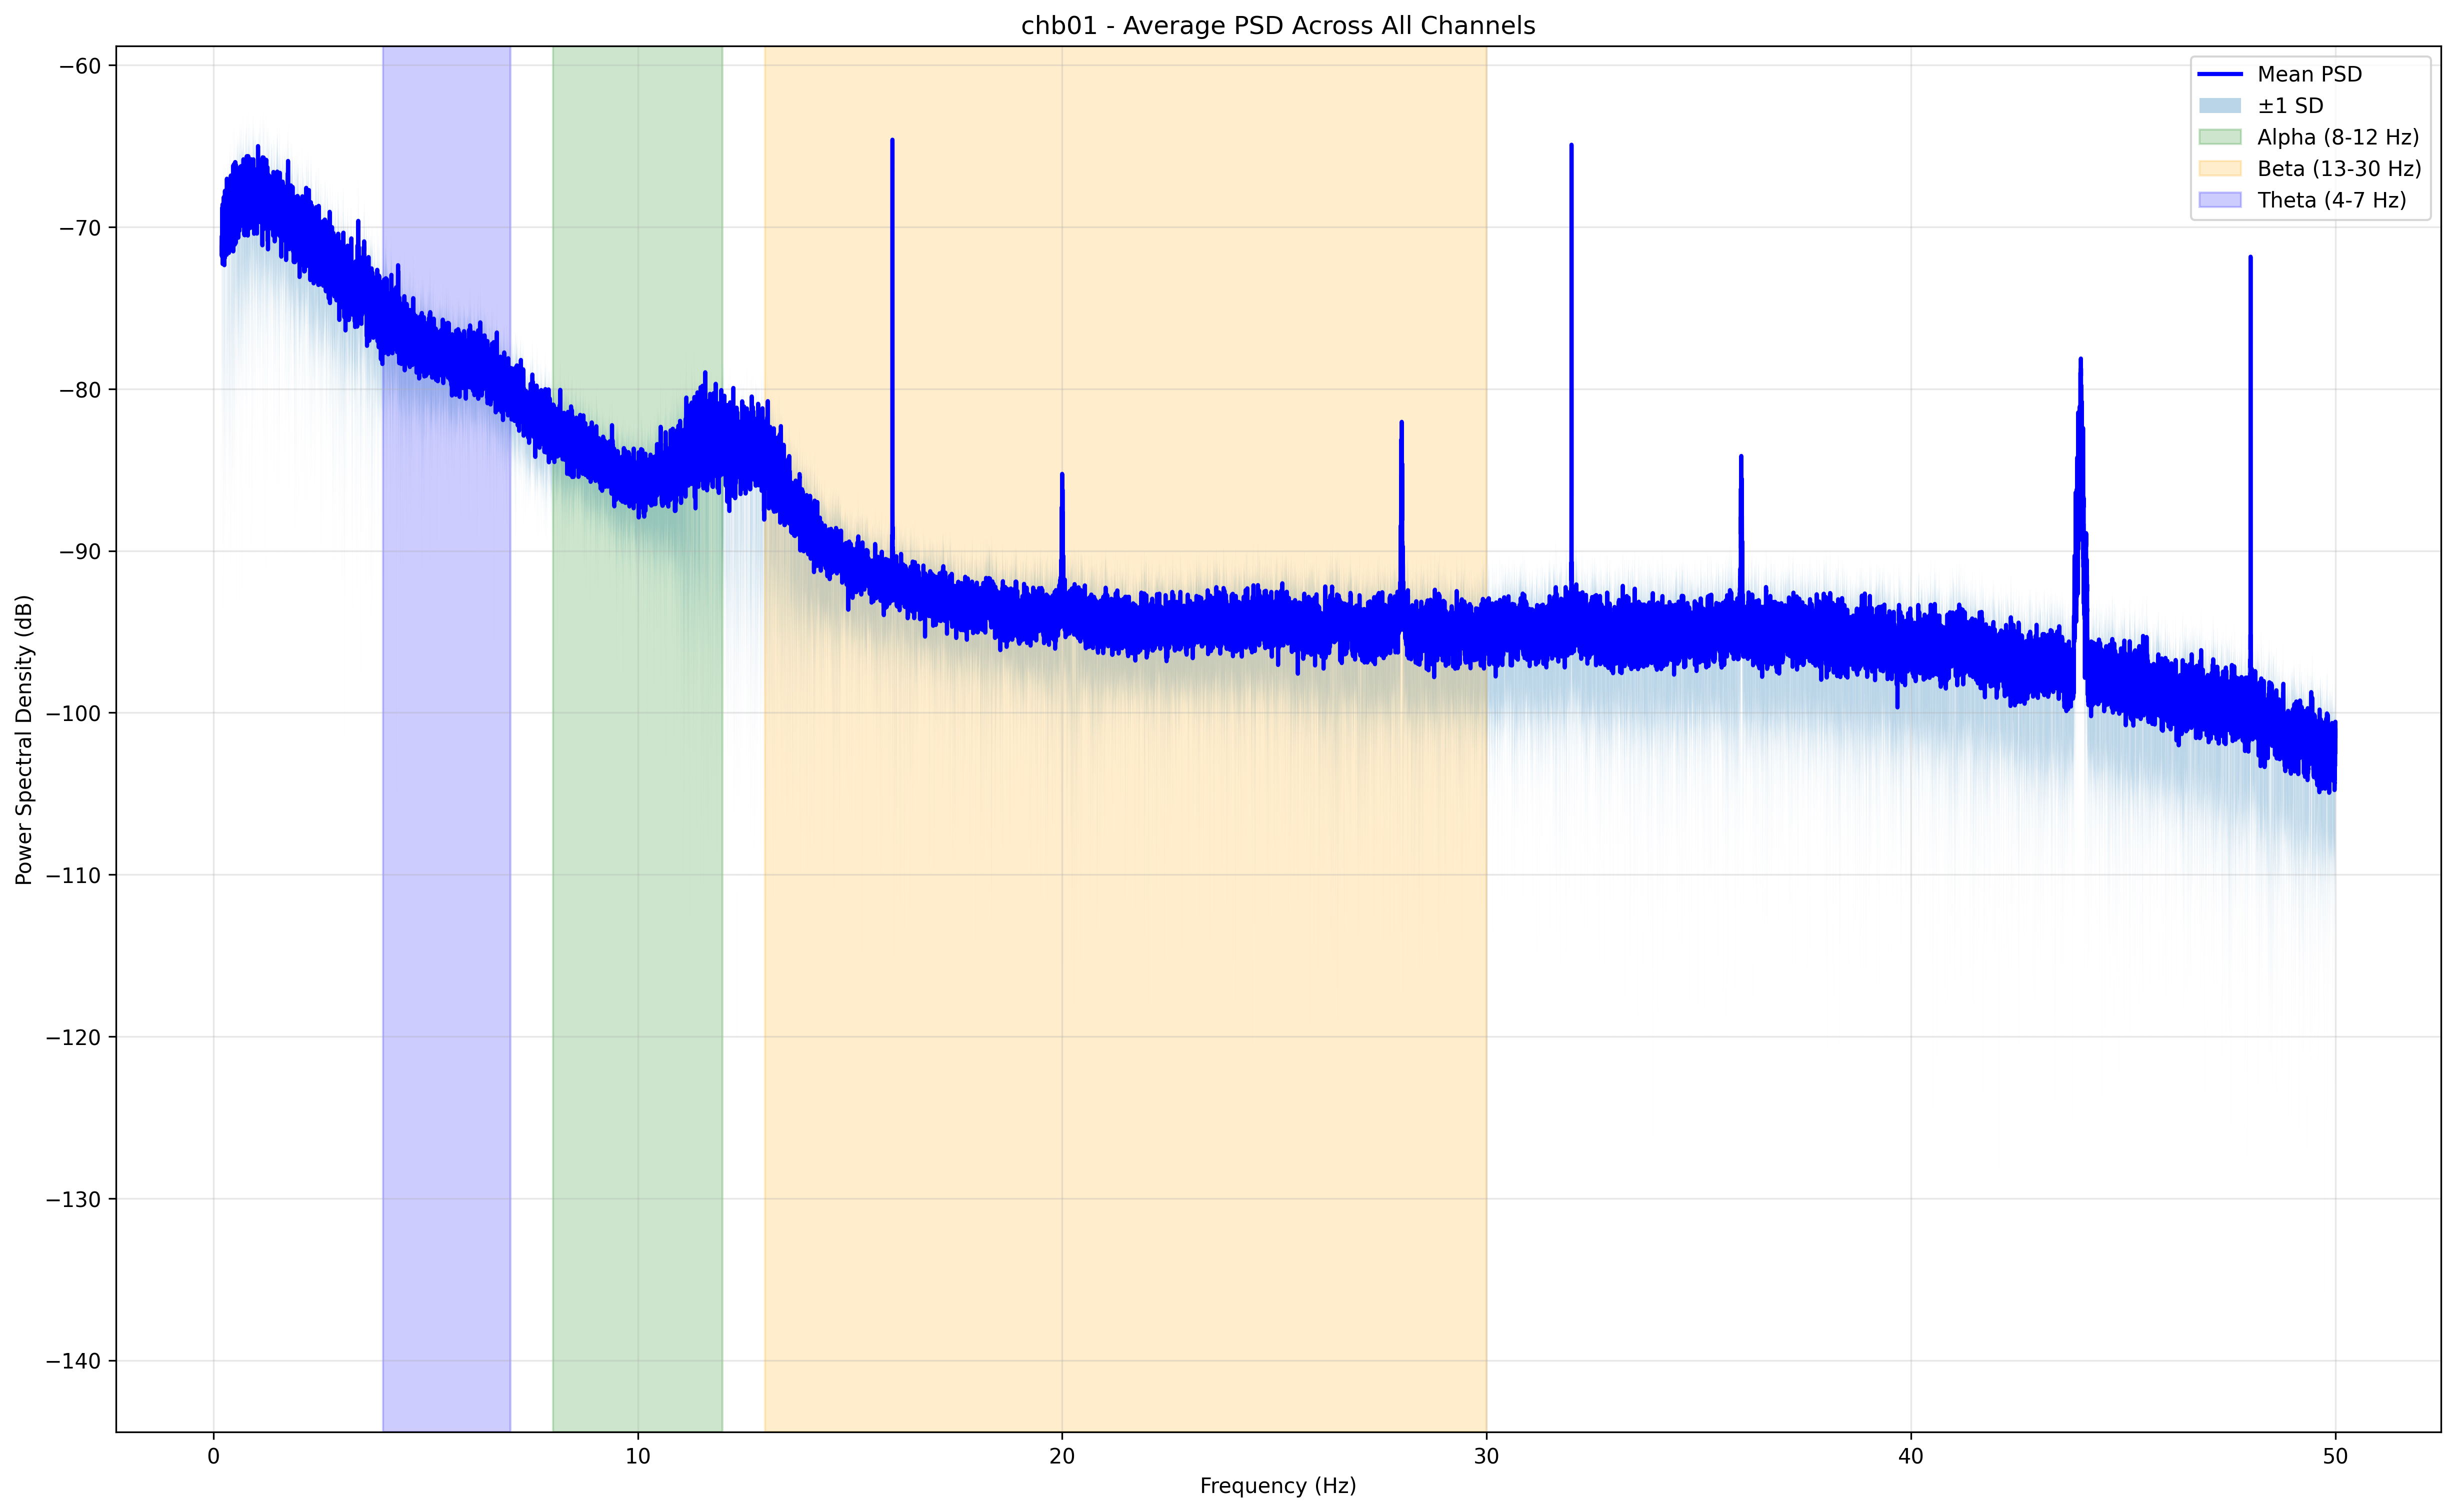 chb01 - Average PSD Across All Channels
Mean PSD
±1 SD
Alpha (8-12 Hz)
Beta (13-30 Hz)
Theta (4-7 Hz)
Power Spectral Density (dB)
−60
−70
−80
−90
−100
−110
−120
−130
−140
0
10
20
30
40
50
Frequency (Hz)